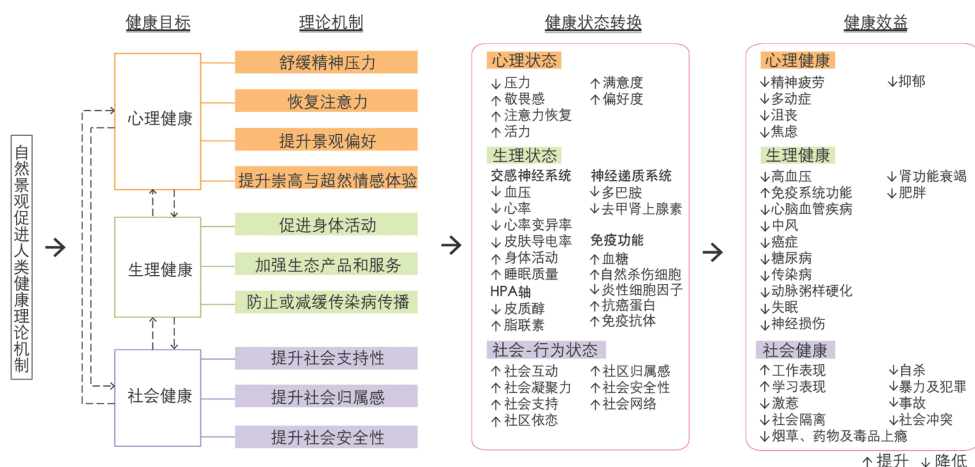 健康目标
理论机制
健康状态转换
健康效益
自然景观促进人类健康理论机制
心理健康
舒缓精神压力
恢复注意力
提升景观偏好
提升崇高与超然情感体验
生理健康
促进身体活动
加强生态产品和服务
防止或减缓传染病传播
社会健康
提升社会支持性
提升社会归属感
提升社会安全性
心理状态
↓压力
↑敬畏感
↑注意力恢复
↑活力
↑满意度
↑偏好度
生理状态
交感神经系统
↓血压
↓心率
↓心率变异率
↓皮肤导电率
↑身体活动
↑睡眠质量
HPA轴
↓皮质醇
↑脂联素
神经递质系统
↓多巴胺
↓去甲肾上腺素
免疫功能
↑血糖
↑自然杀伤细胞
↓炎性细胞因子
↑抗癌蛋白
↑免疫抗体
社会-行为状态
↑社会互动
↑社会凝聚力
↑社会支持
↑社区依恋
↑社区归属感
↑社会安全性
↑社会网络
心理健康
↓精神疲劳
↓多动症
↓沮丧
↓焦虑
↓抑郁
生理健康
↓高血压
↑免疫系统功能
↓心脑血管疾病
↓中风
↓癌症
↓糖尿病
↓传染病
↓动脉粥样硬化
↓失眠
↓神经损伤
↓肾功能衰竭
↓肥胖
社会健康
↑工作表现
↑学习表现
↓激惹
↓社会隔离
↓烟草、药物及毒品上瘾
↓自杀
↓暴力及犯罪
↓事故
↓社会冲突
↑提升 ↓降低